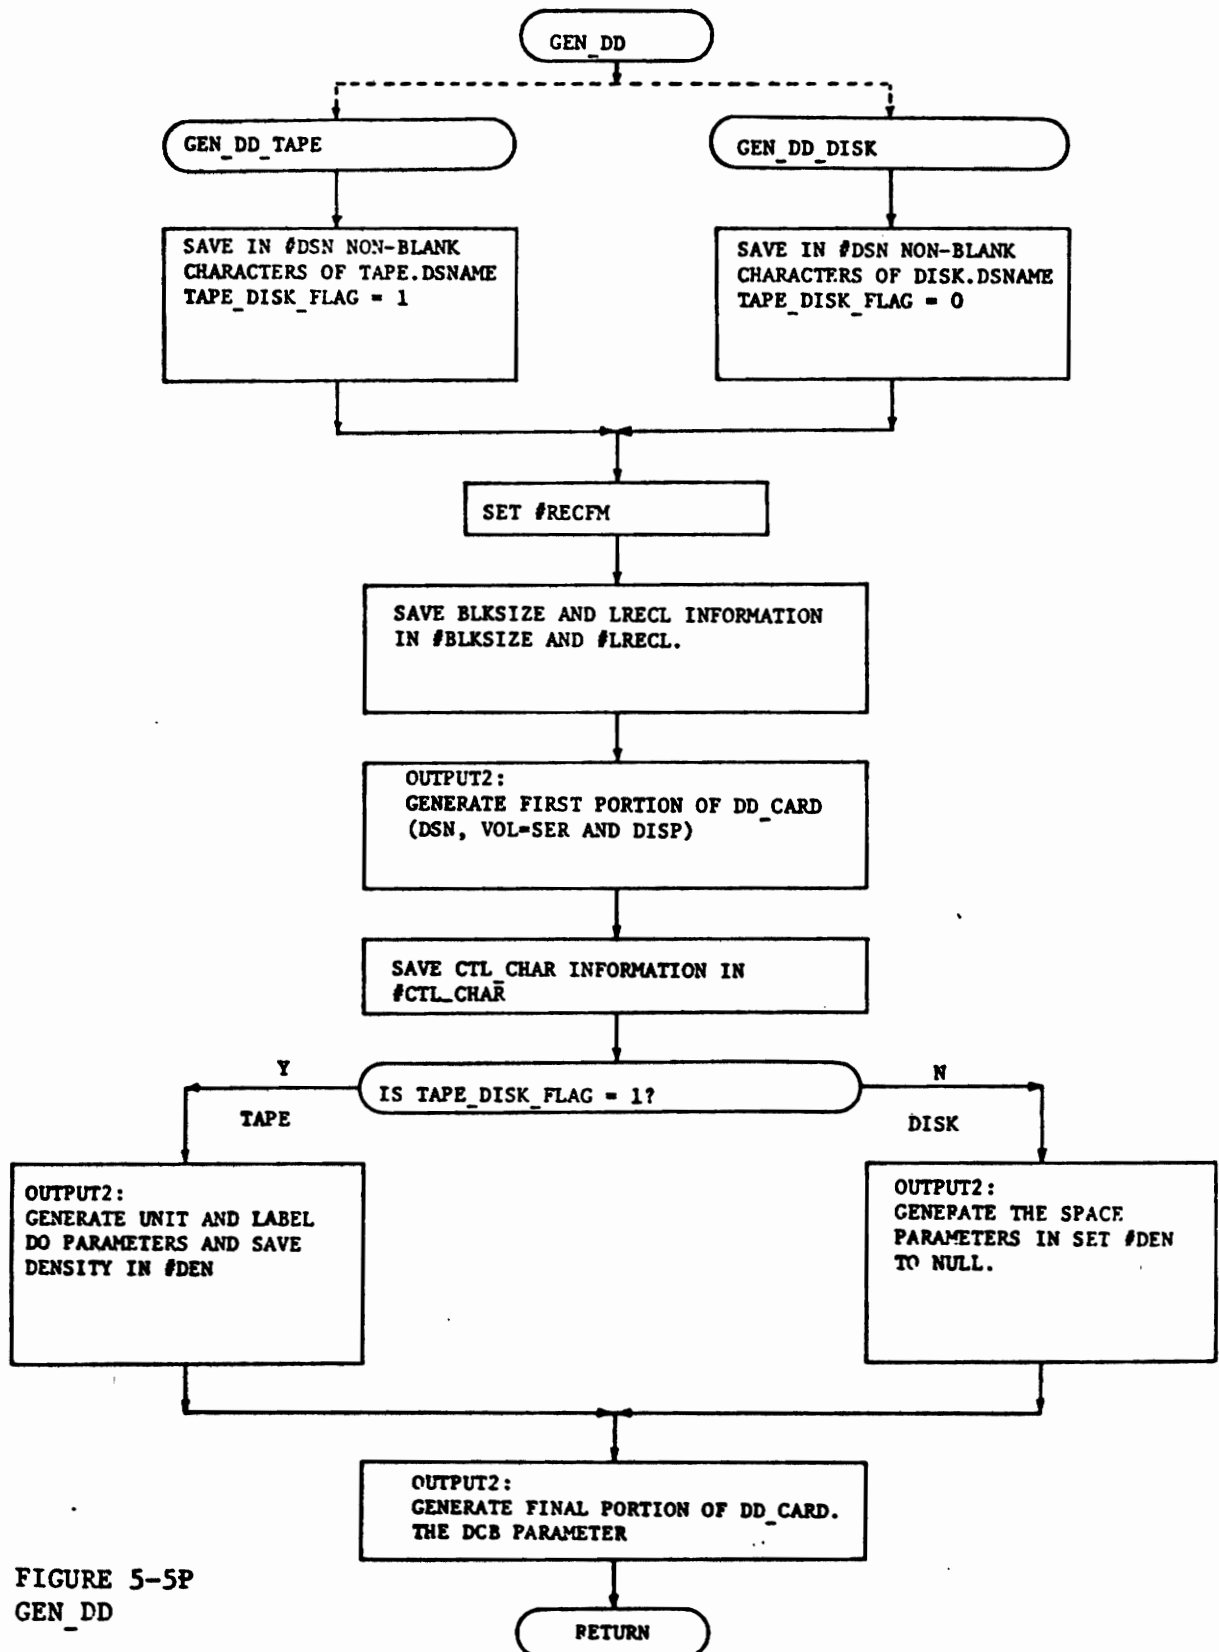 GEN_DD
GEN_DD_TAPE
GEN_DD_DISK
SAVE IN #DSN NON-BLANK
CHARACTERS OF TAPE.DSNAME
TAPE_DISK_FLAG = 1
SAVE IN #DSN NON-BLANK
CHARACTERS OF DISK.DSNAME
TAPE_DISK_FLAG = 0
SET #RECFM
SAVE BLKSIZE AND LRECL INFORMATION
IN #BLKSIZE AND #LRECL.
OUTPUT2:
GENERATE FIRST PORTION OF DD_CARD
(DSN, VOL=SER AND DISP)
SAVE CTL_CHAR INFORMATION IN
#CTL_CHAR
IS TAPE_DISK_FLAG = 1?
Y
TAPE
N
DISK
OUTPUT2:
GENERATE UNIT AND LABEL
DO PARAMETERS AND SAVE
DENSITY IN #DEN
OUTPUT2:
GENEPATE THE SPACE
PARAMETERS IN SET #DEN
TO NULL.
OUTPUT2:
GENERATE FINAL PORTION OF DD_CARD.
THE DCB PARAMETER
RETURN
FIGURE 5-5P
GEN_DD